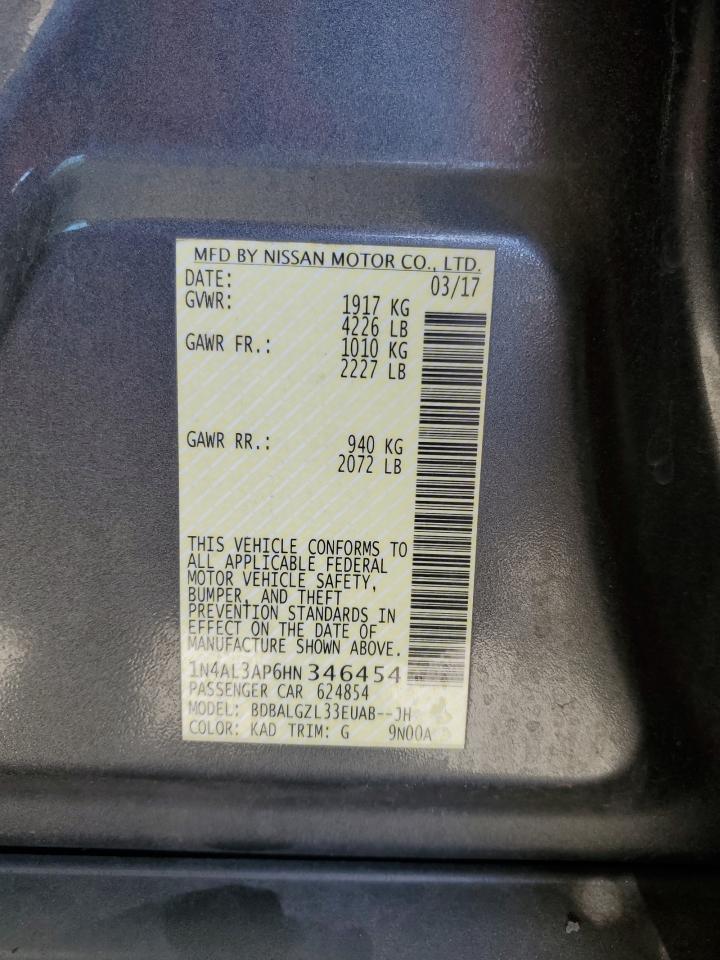 MFD BY NISSAN MOTOR CO., LTD.
DATE: 03/17
GVWR: 1917 KG
4226 LB
GAWR FR.: 1010 KG
2227 LB
GAWR RR.: 940 KG
2072 LB
THIS VEHICLE CONFORMS TO
ALL APPLICABLE FEDERAL
MOTOR VEHICLE SAFETY,
BUMPER, AND THEFT
PREVENTION STANDARDS IN
EFFECT ON THE DATE OF
MANUFACTURE SHOWN ABOVE.
1N4AL3AP6HN346454
PASSENGER CAR 624854
MODEL: BDBALGZL33EUAB--JH
COLOR: KAD TRIM: G 9N00A